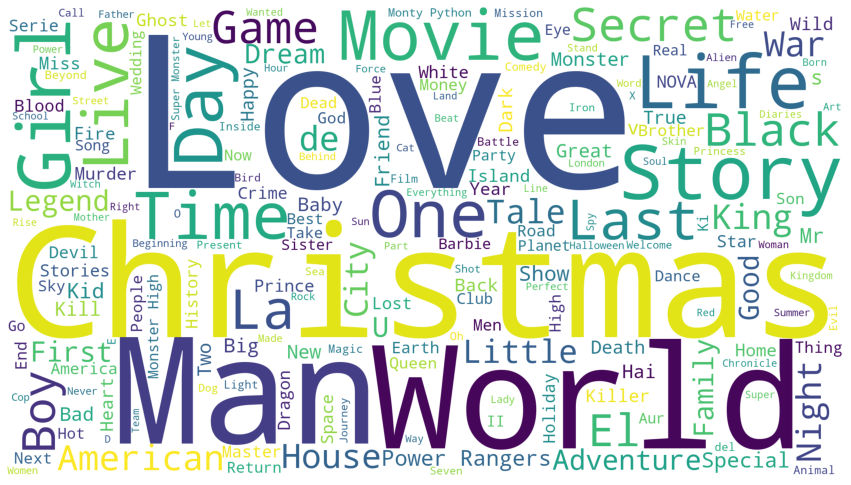 Serie
Call
Father
Ghost
Let
Wanted
Game
Monty Python
Mission
Movie
Secret
Eye
Water
Free
Wild
Power
Young
Miss
Beyond
Girl
Live
Wedding
Day
Super Monster
Dream
Hour
Happy
Force
Love
White
Money
Blue
Land
Comedy
Stand
Monster
Word
Iron
Real
Alien
War
Life
s
NOVA
X
Angel
Born
Diaries
Art
Blood
Street
School
Fire
Song
Murder
Witch
Now
F
Inside
Dead
God
de
Behind
Beat
Battle
Cat
Friend
Film
Party
Dark
True
VBrother
Skin
Black
Great
London
Princess
Soul
Island
Everything
Year
Line
Story
Legend
Rise
Mother
Right
Time
O
Bird
Crime
Baby
Best
Take
Sister
Sun
One
Tale
Barbie
Road
Planet
Spy
Last
Halloween
Welcome
Ki
King
Star
Woman
Son
Mr
Christmas
Devil
Stories
Sky
Kid
Kill
Beginning
Present
People
History
Prince
Sea
Rock
La
City
Part
Lost
U
Oh
Back
Club
Shot
Show
Perfect
Men
High
Dance
Red
Good
Summer
Kingdom
Evil
Go
End
First
America
Monster High
E
Made
Two
Big
New
Magic
Earth
Queen
Little
Death
Home
Chronicle
Thing
Man
World
Boy
Cop
Never
Bad
Hot
Heart
D
Team
Dog
Light
Dragon
Space
Journey
Lady
II
Way
Holiday
Hai
Killer
El
Aur
Family
Super
Night
Next
Women
American
Master
Return
House
Power Rangers
Seven
Adventure
del
Special
Animal